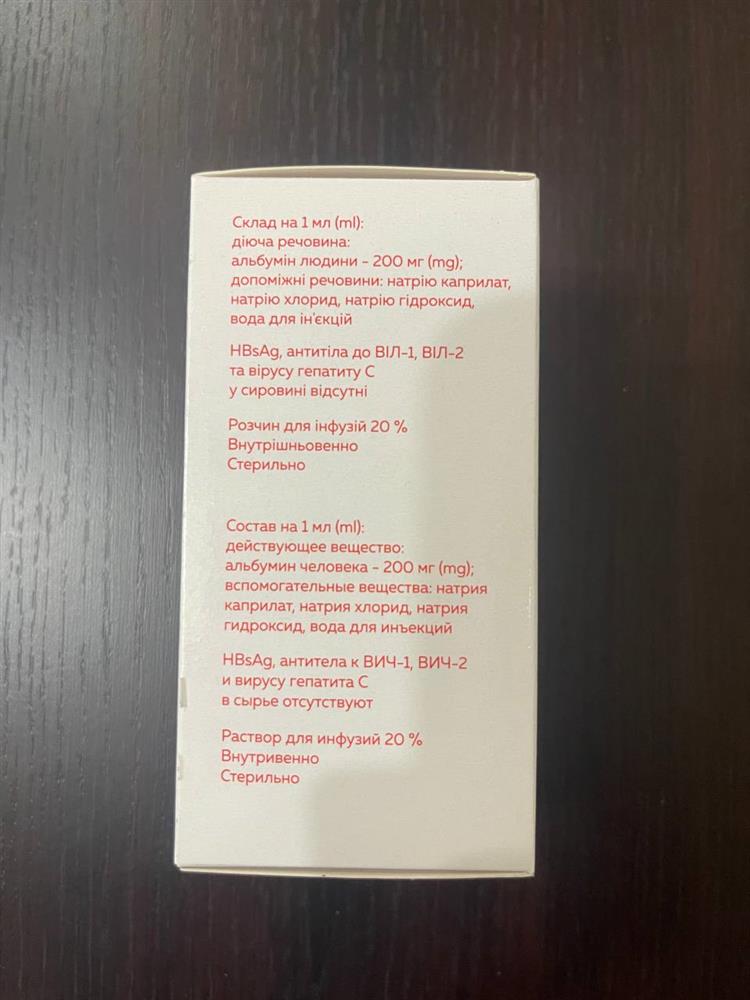 Склад на 1 мл (ml):
діюча речовина:
альбумін людини - 200 мг (mg);
допоміжні речовини: натрію каприлат,
натрію хлорид, натрію гідроксид,
вода для ін'єкцій
HBsAg, антитіла до ВІЛ-1, ВІЛ-2
та вірусу гепатиту С
у сировині відсутні
Розчин для інфузій 20 %
Внутрішньовенно
Стерильно
Состав на 1 мл (ml):
действующее вещество:
альбумин человека - 200 мг (mg);
вспомогательные вещества: натрия
каприлат, натрия хлорид, натрия
гидроксид, вода для инъекций
HBsAg, антитела к ВИЧ-1, ВИЧ-2
и вирусу гепатита С
в сырье отсутствуют
Раствор для инфузий 20 %
Внутривенно
Стерильно